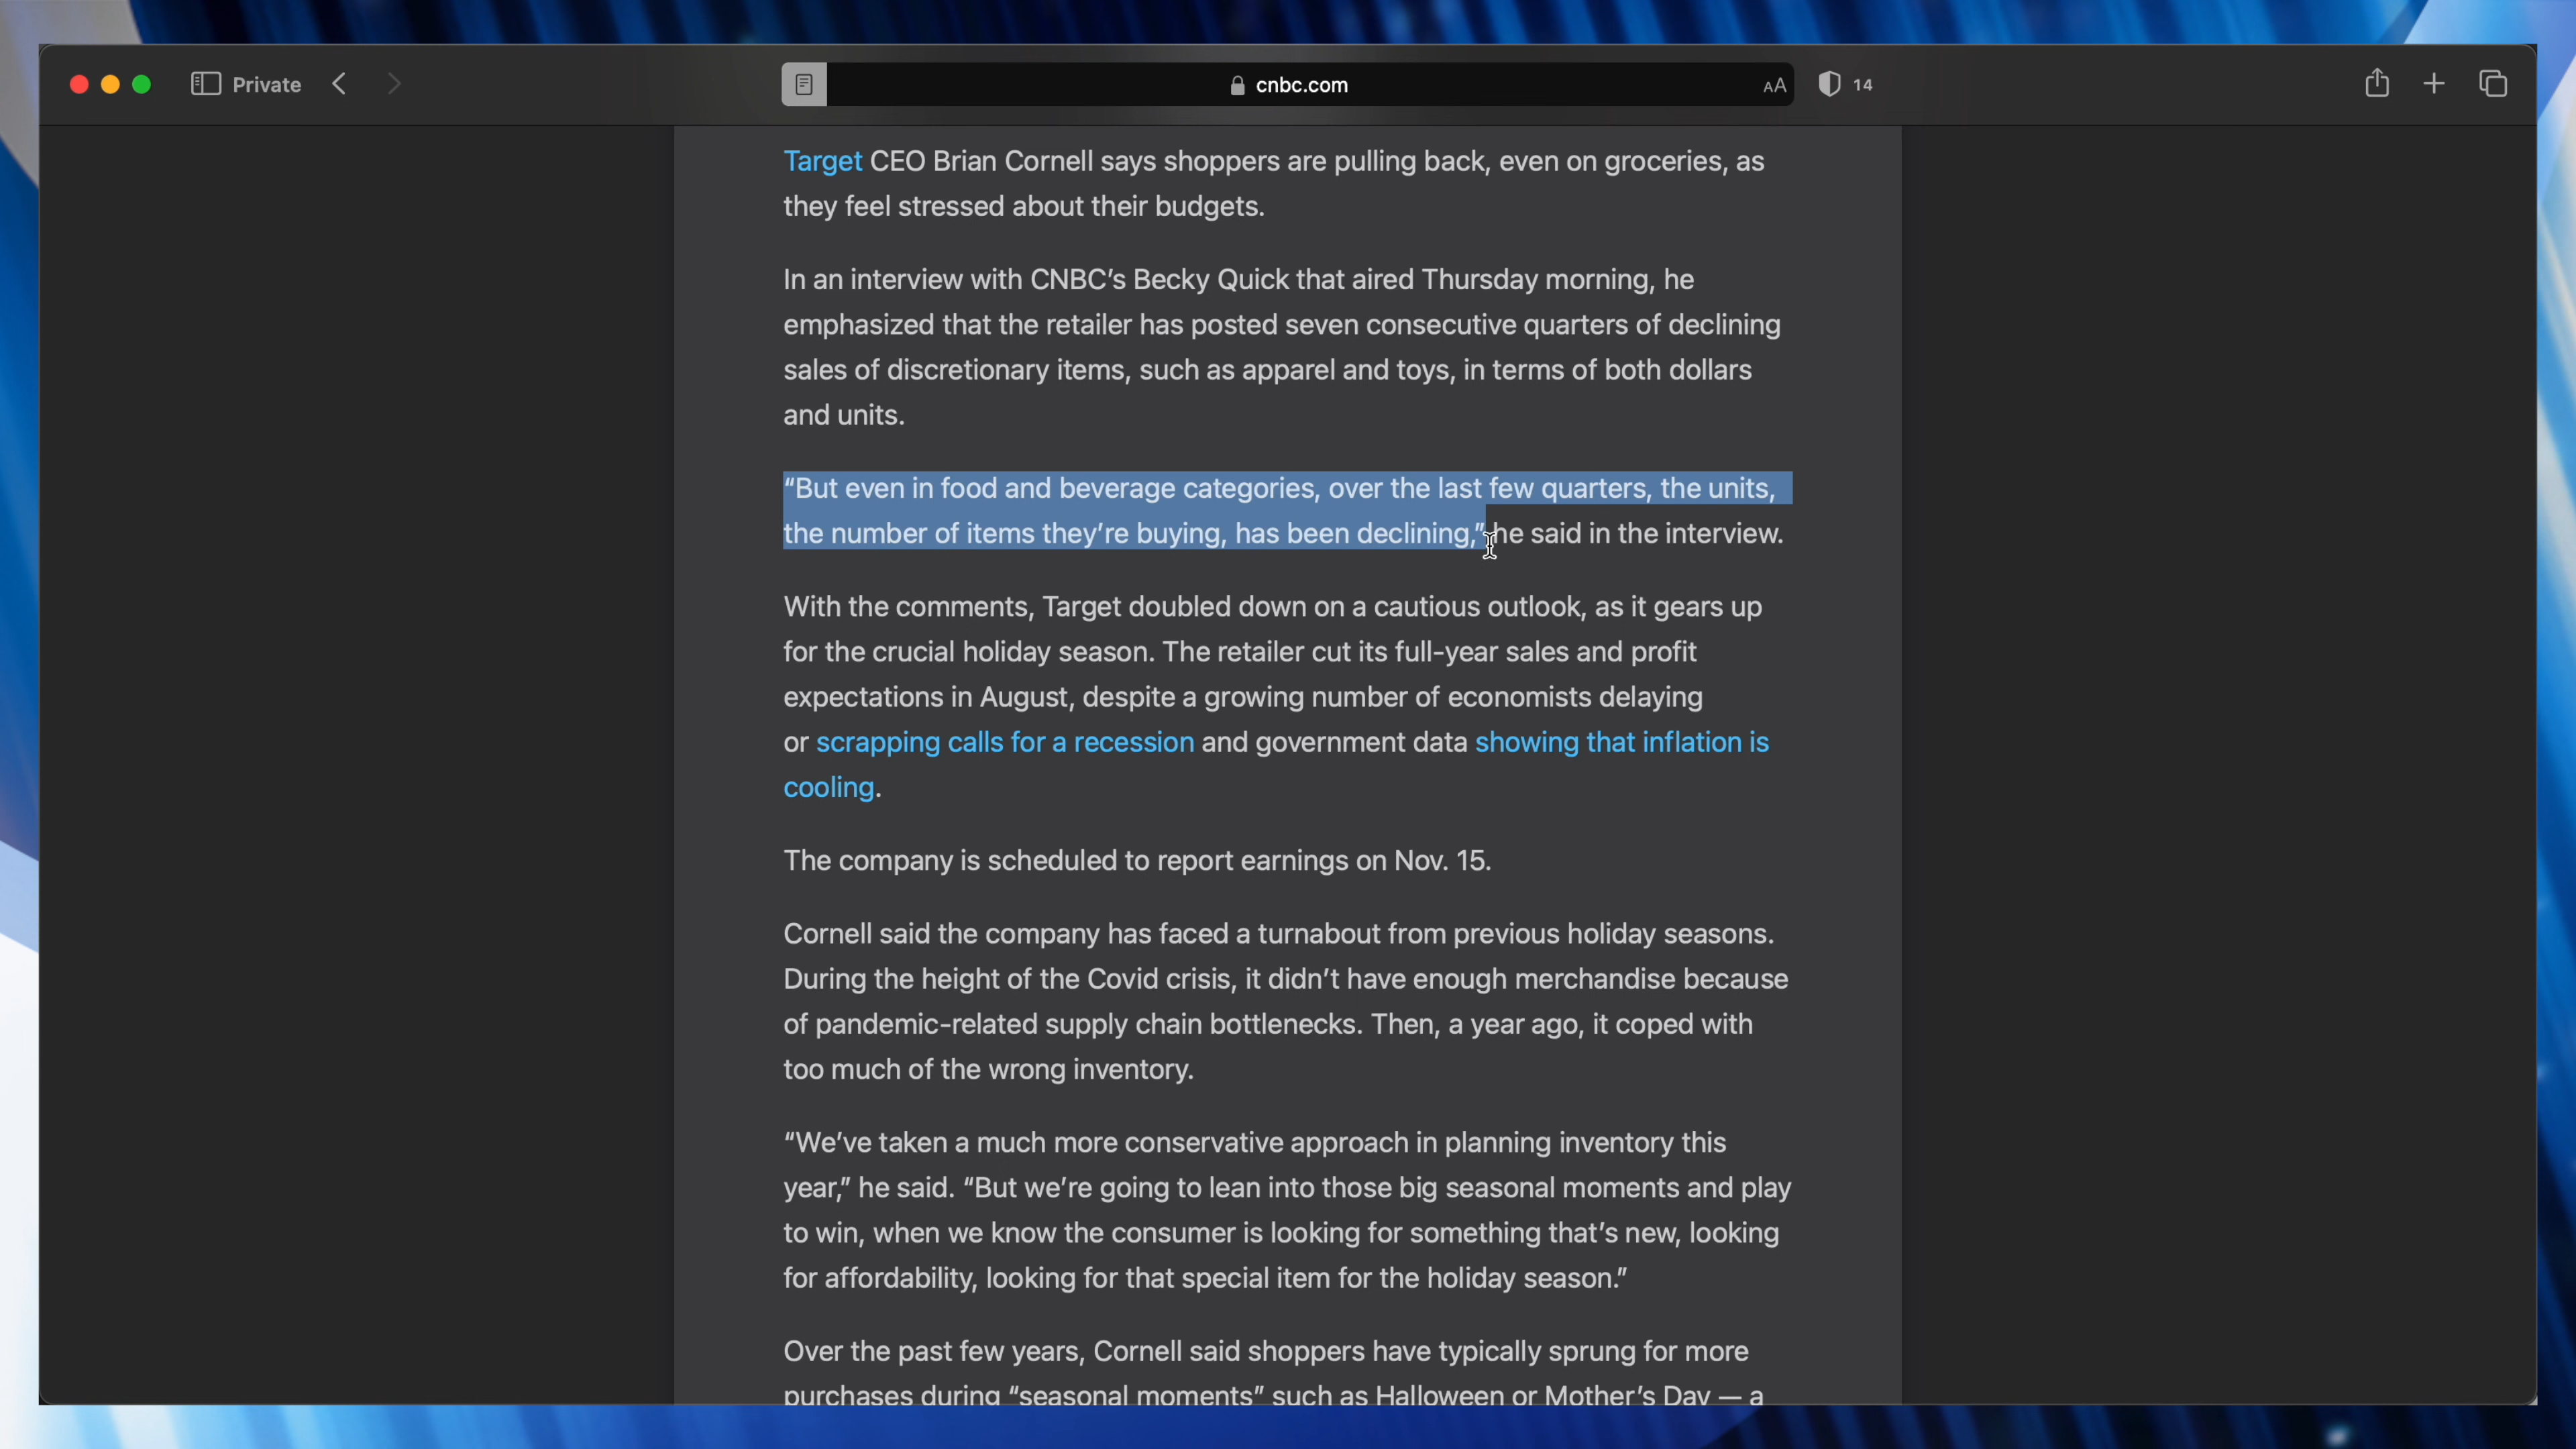 Private
cnbc.com
AA
14
Target CEO Brian Cornell says shoppers are pulling back, even on groceries, as
they feel stressed about their budgets.
In an interview with CNBC’s Becky Quick that aired Thursday morning, he
emphasized that the retailer has posted seven consecutive quarters of declining
sales of discretionary items, such as apparel and toys, in terms of both dollars
and units.
“But even in food and beverage categories, over the last few quarters, the units,
the number of items they’re buying, has been declining,” he said in the interview.
With the comments, Target doubled down on a cautious outlook, as it gears up
for the crucial holiday season. The retailer cut its full-year sales and profit
expectations in August, despite a growing number of economists delaying
or scrapping calls for a recession and government data showing that inflation is
cooling.
The company is scheduled to report earnings on Nov. 15.
Cornell said the company has faced a turnabout from previous holiday seasons.
During the height of the Covid crisis, it didn’t have enough merchandise because
of pandemic-related supply chain bottlenecks. Then, a year ago, it coped with
too much of the wrong inventory.
“We’ve taken a much more conservative approach in planning inventory this
year,” he said. “But we’re going to lean into those big seasonal moments and play
to win, when we know the consumer is looking for something that’s new, looking
for affordability, looking for that special item for the holiday season.”
Over the past few years, Cornell said shoppers have typically sprung for more
purchases during “seasonal moments” such as Halloween or Mother’s Day — a